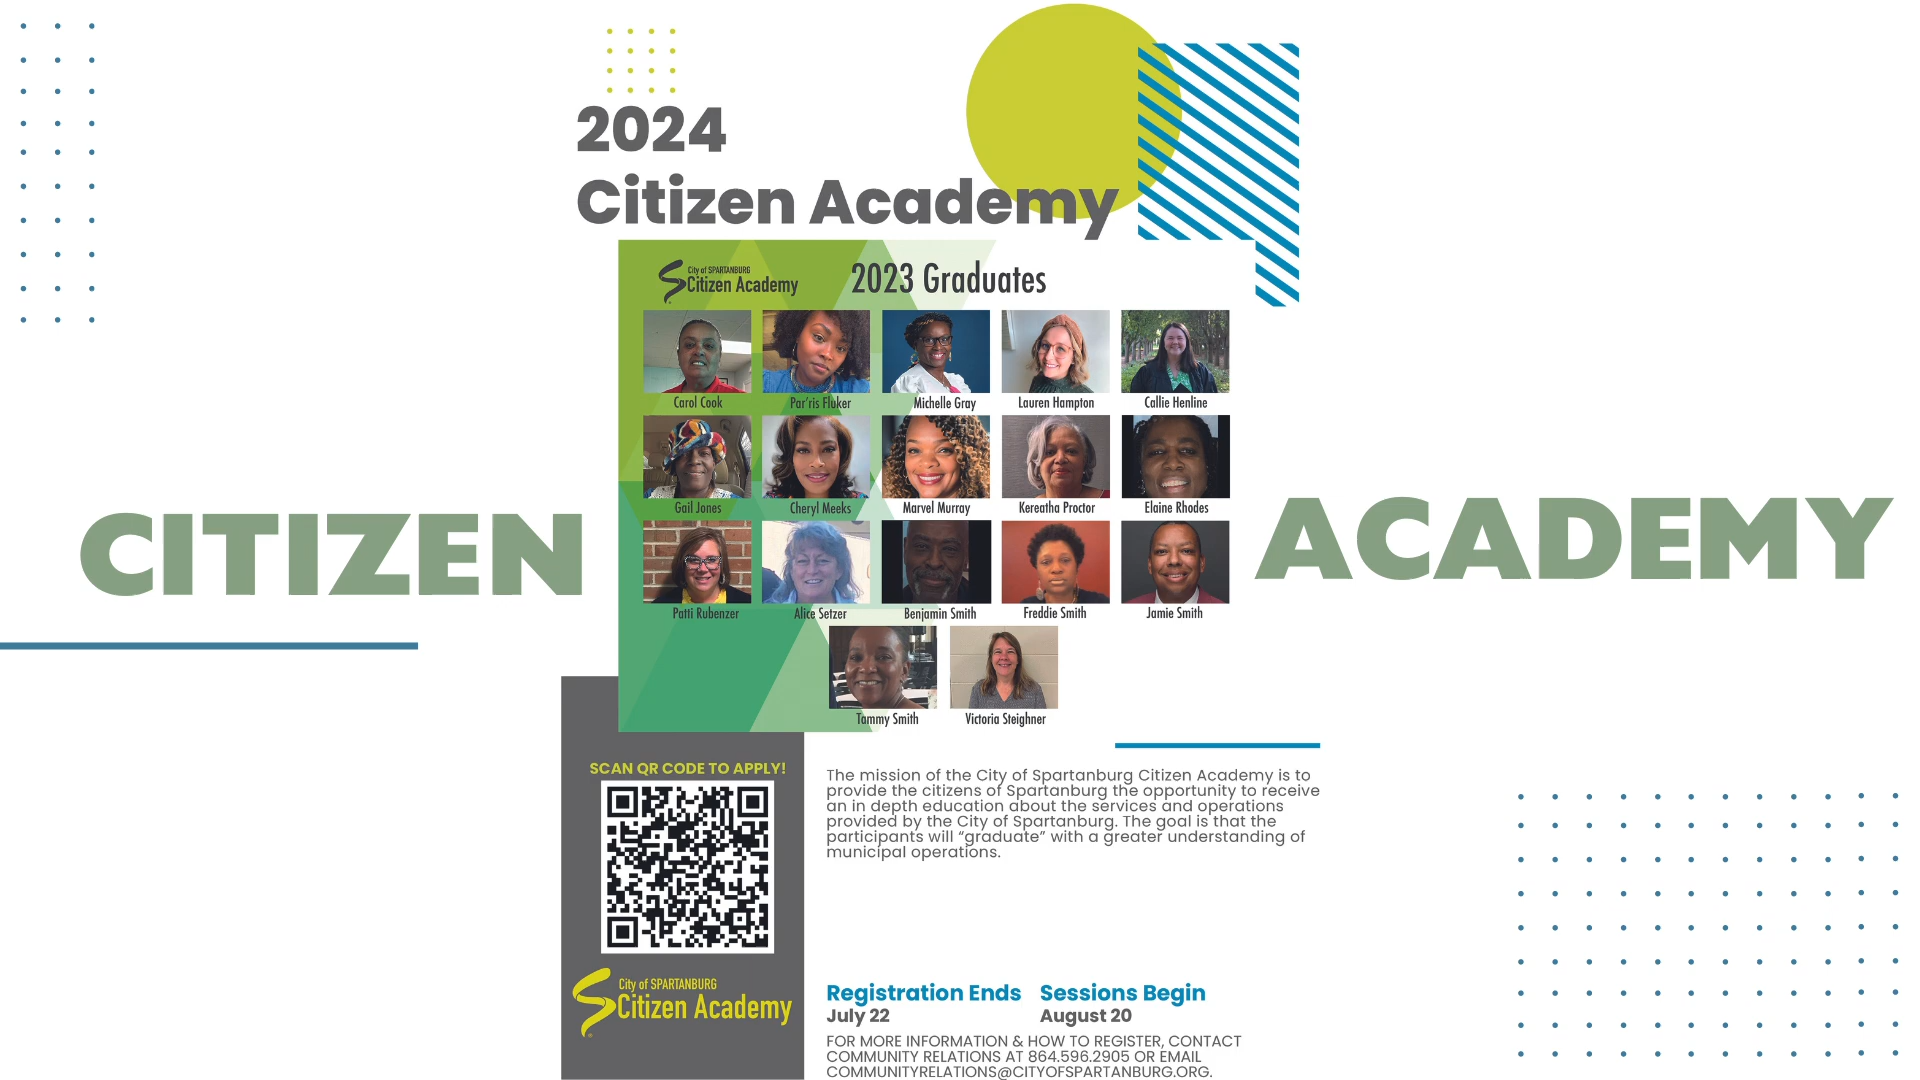 2024
Citizen Academy
City of SPARTANBURG
Citizen Academy
2023 Graduates
Carol Cook
Par'ris Fluker
Michelle Gray
Lauren Hampton
Callie Henline
Gail Jones
Cheryl Meeks
Marvel Murray
Kereatha Proctor
Elaine Rhodes
CITIZEN
ACADEMY
Patti Rubenzer
Alice Setzer
Benjamin Smith
Freddie Smith
Jamie Smith
Tammy Smith
Victoria Steighner
SCAN QR CODE TO APPLY!
City of SPARTANBURG
Citizen Academy
The mission of the City of Spartanburg Citizen Academy is to
provide the citizens of Spartanburg the opportunity to receive
an in depth education about the services and operations
provided by the City of Spartanburg. The goal is that the
participants will “graduate” with a greater understanding of
municipal operations.
Registration Ends
July 22
Sessions Begin
August 20
FOR MORE INFORMATION & HOW TO REGISTER, CONTACT
COMMUNITY RELATIONS AT 864.596.2905 OR EMAIL
COMMUNITYRELATIONS@CITYOFSPARTANBURG.ORG.